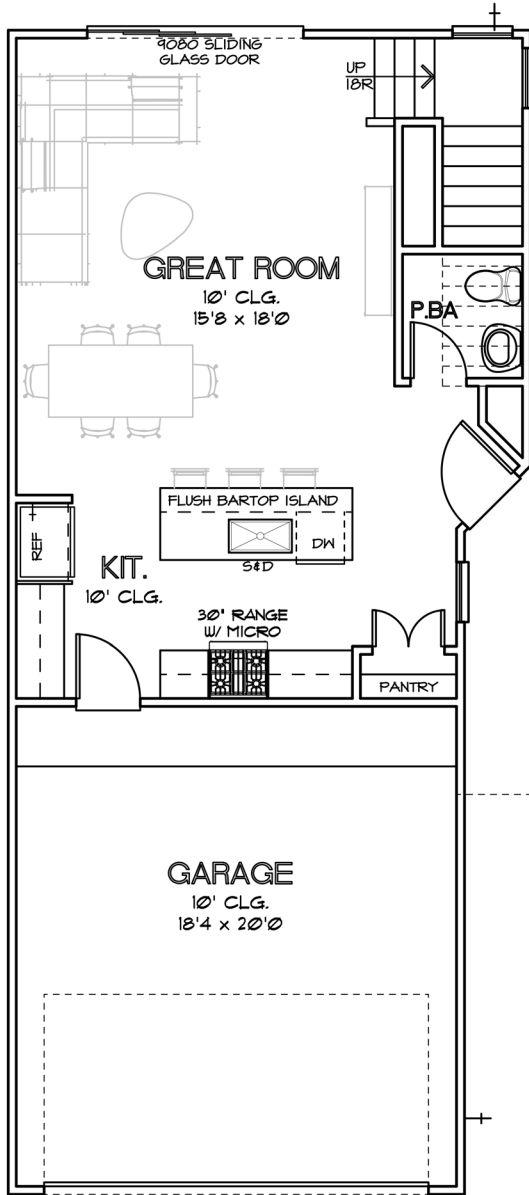 9080 SLIDING
GLASS DOOR
UP
18R
GREAT ROOM
10' CLG.
15'8 x 18'0
P.BA
FLUSH BARTOP ISLAND
DW
S&D
REF
KIT.
10' CLG.
30" RANGE
W/ MICRO
PANTRY
GARAGE
10' CLG.
18'4 x 20'0